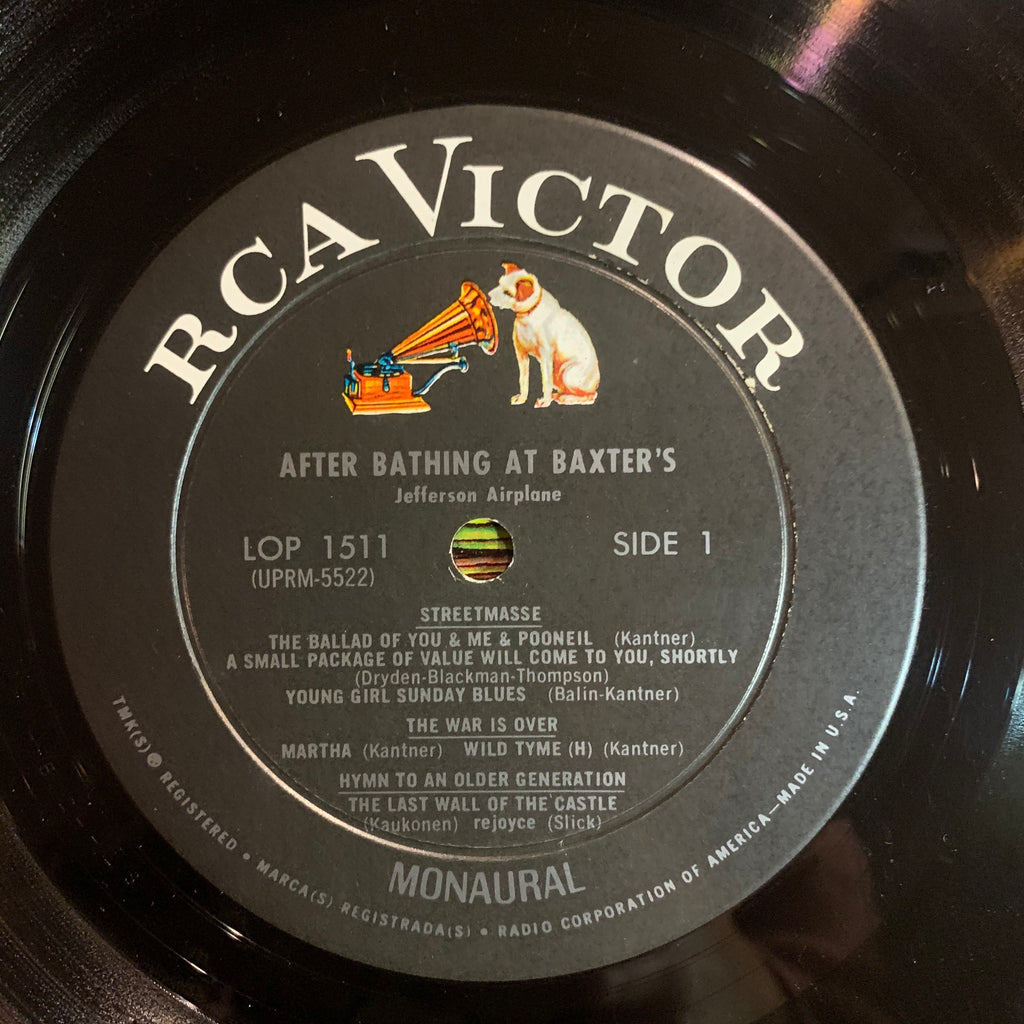 RCA VICTOR
AFTER BATHING AT BAXTER'S
Jefferson Airplane
LOP 1511 SIDE 1
(UPRM-5522)
STREETMASSE
THE BALLAD OF YOU & ME & POONEIL (Kantner)
A SMALL PACKAGE OF VALUE WILL COME TO YOU, SHORTLY
(Dryden-Blackman-Thompson)
YOUNG GIRL SUNDAY BLUES (Balin-Kantner)
THE WAR IS OVER
MARTHA (Kantner) WILD TYME (H) (Kantner)
HYMN TO AN OLDER GENERATION
THE LAST WALL OF THE CASTLE
(Kaukonen) rejoyce (Slick)
MONAURAL
TMK(S) ® REGISTERED • MARCA(S) REGISTRADA(S) • RADIO CORPORATION OF AMERICA—MADE IN U.S.A.